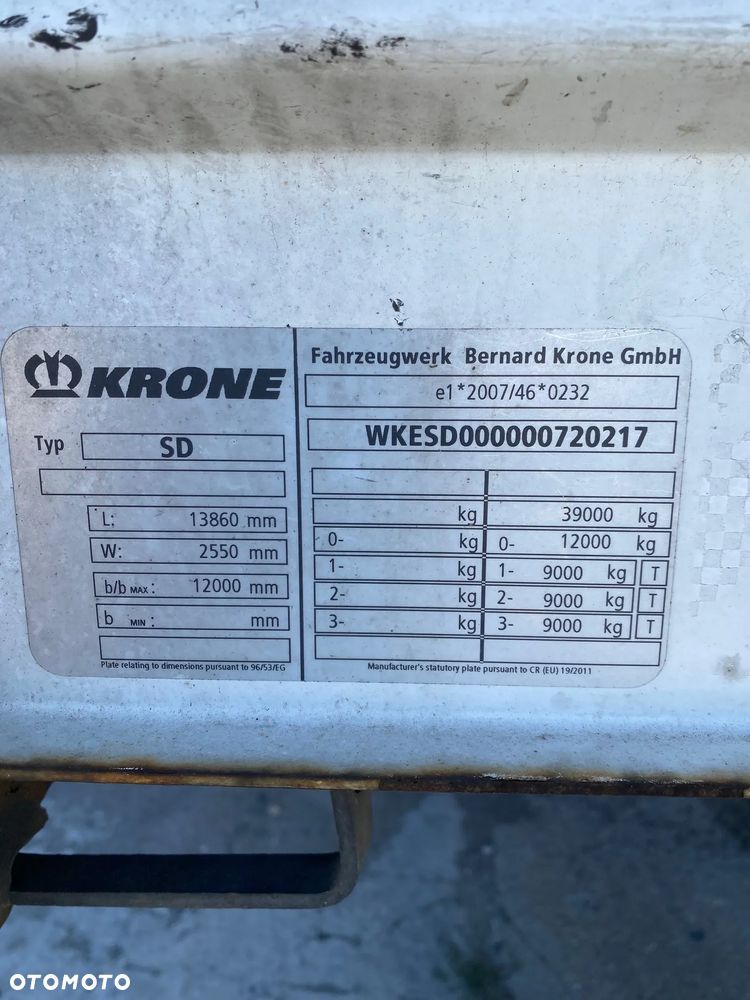 KRONE
Typ SD
L: 13860 mm
W: 2550 mm
b/b MAX : 12000 mm
b MIN : mm
Plate relating to dimensions pursuant to 96/53/EG
Fahrzeugwerk Bernard Krone GmbH
e1*2007/46*0232
WKESD000000720217
kg 39000 kg
0- kg 0- 12000 kg
1- kg 1- 9000 kg T
2- kg 2- 9000 kg T
3- kg 3- 9000 kg T
Manufacturer's statutory plate pursuant to CR (EU) 19/2011
OTOMOTO